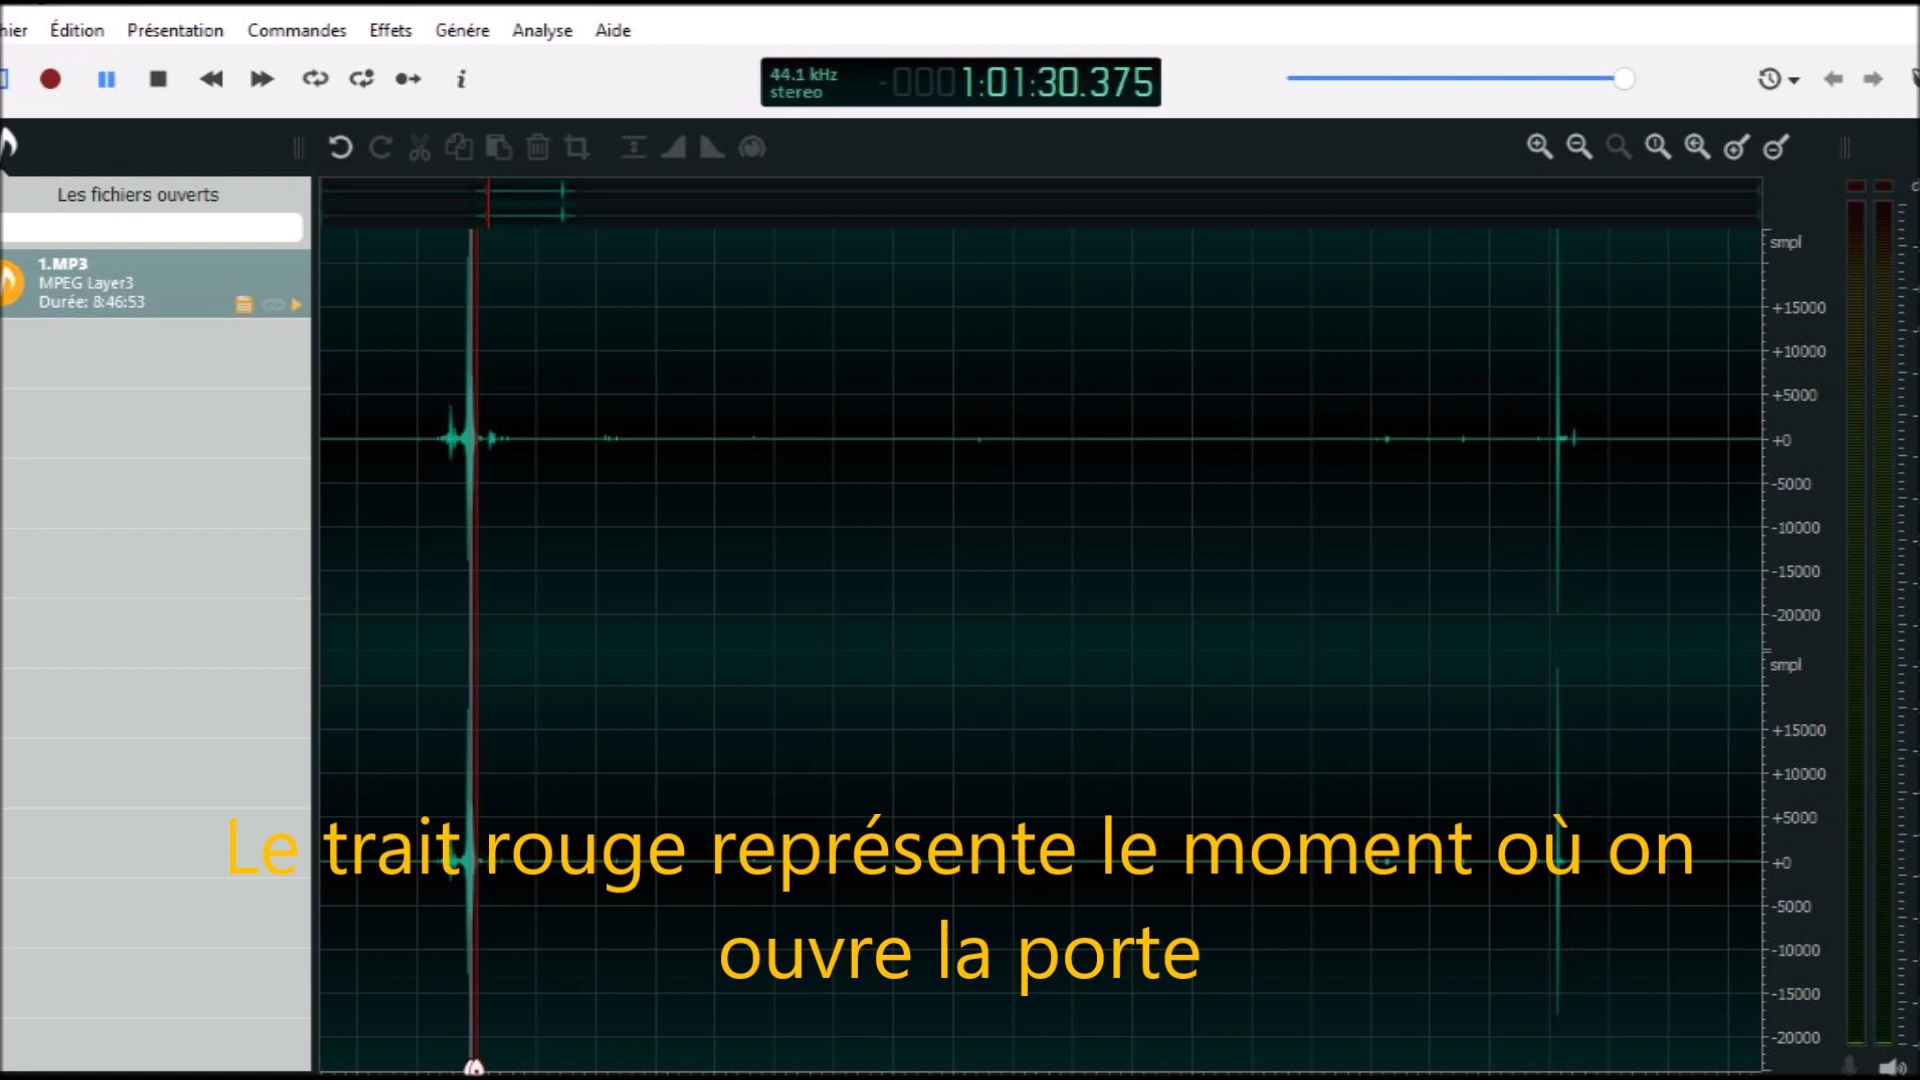 hier Édition Présentation Commandes Effets Génére Analyse Aide
44.1 kHz
stereo
-0001:01:30.375
Les fichiers ouverts
1.MP3
MPEG Layer3
Durée: 8:46:53
smpl
+15000
+10000
+5000
+0
-5000
-10000
-15000
-20000
smpl
+15000
+10000
+5000
+0
-5000
-10000
-15000
-20000
Le trait rouge représente le moment où on
ouvre la porte